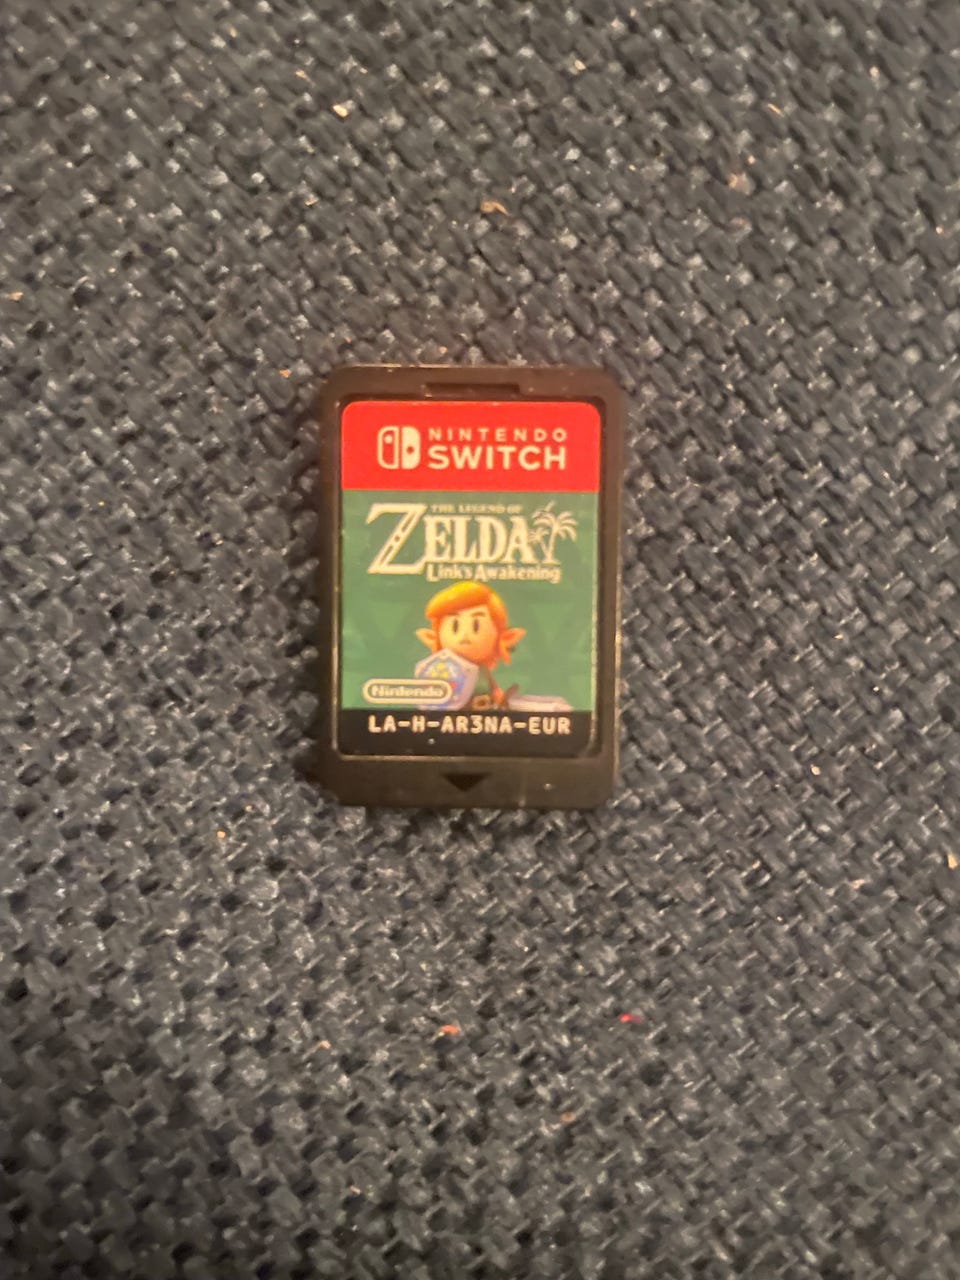 NINTENDO
SWITCH
THE LEGEND OF
ZELDA
Link's Awakening
Nintendo
LA-H-AR3NA-EUR